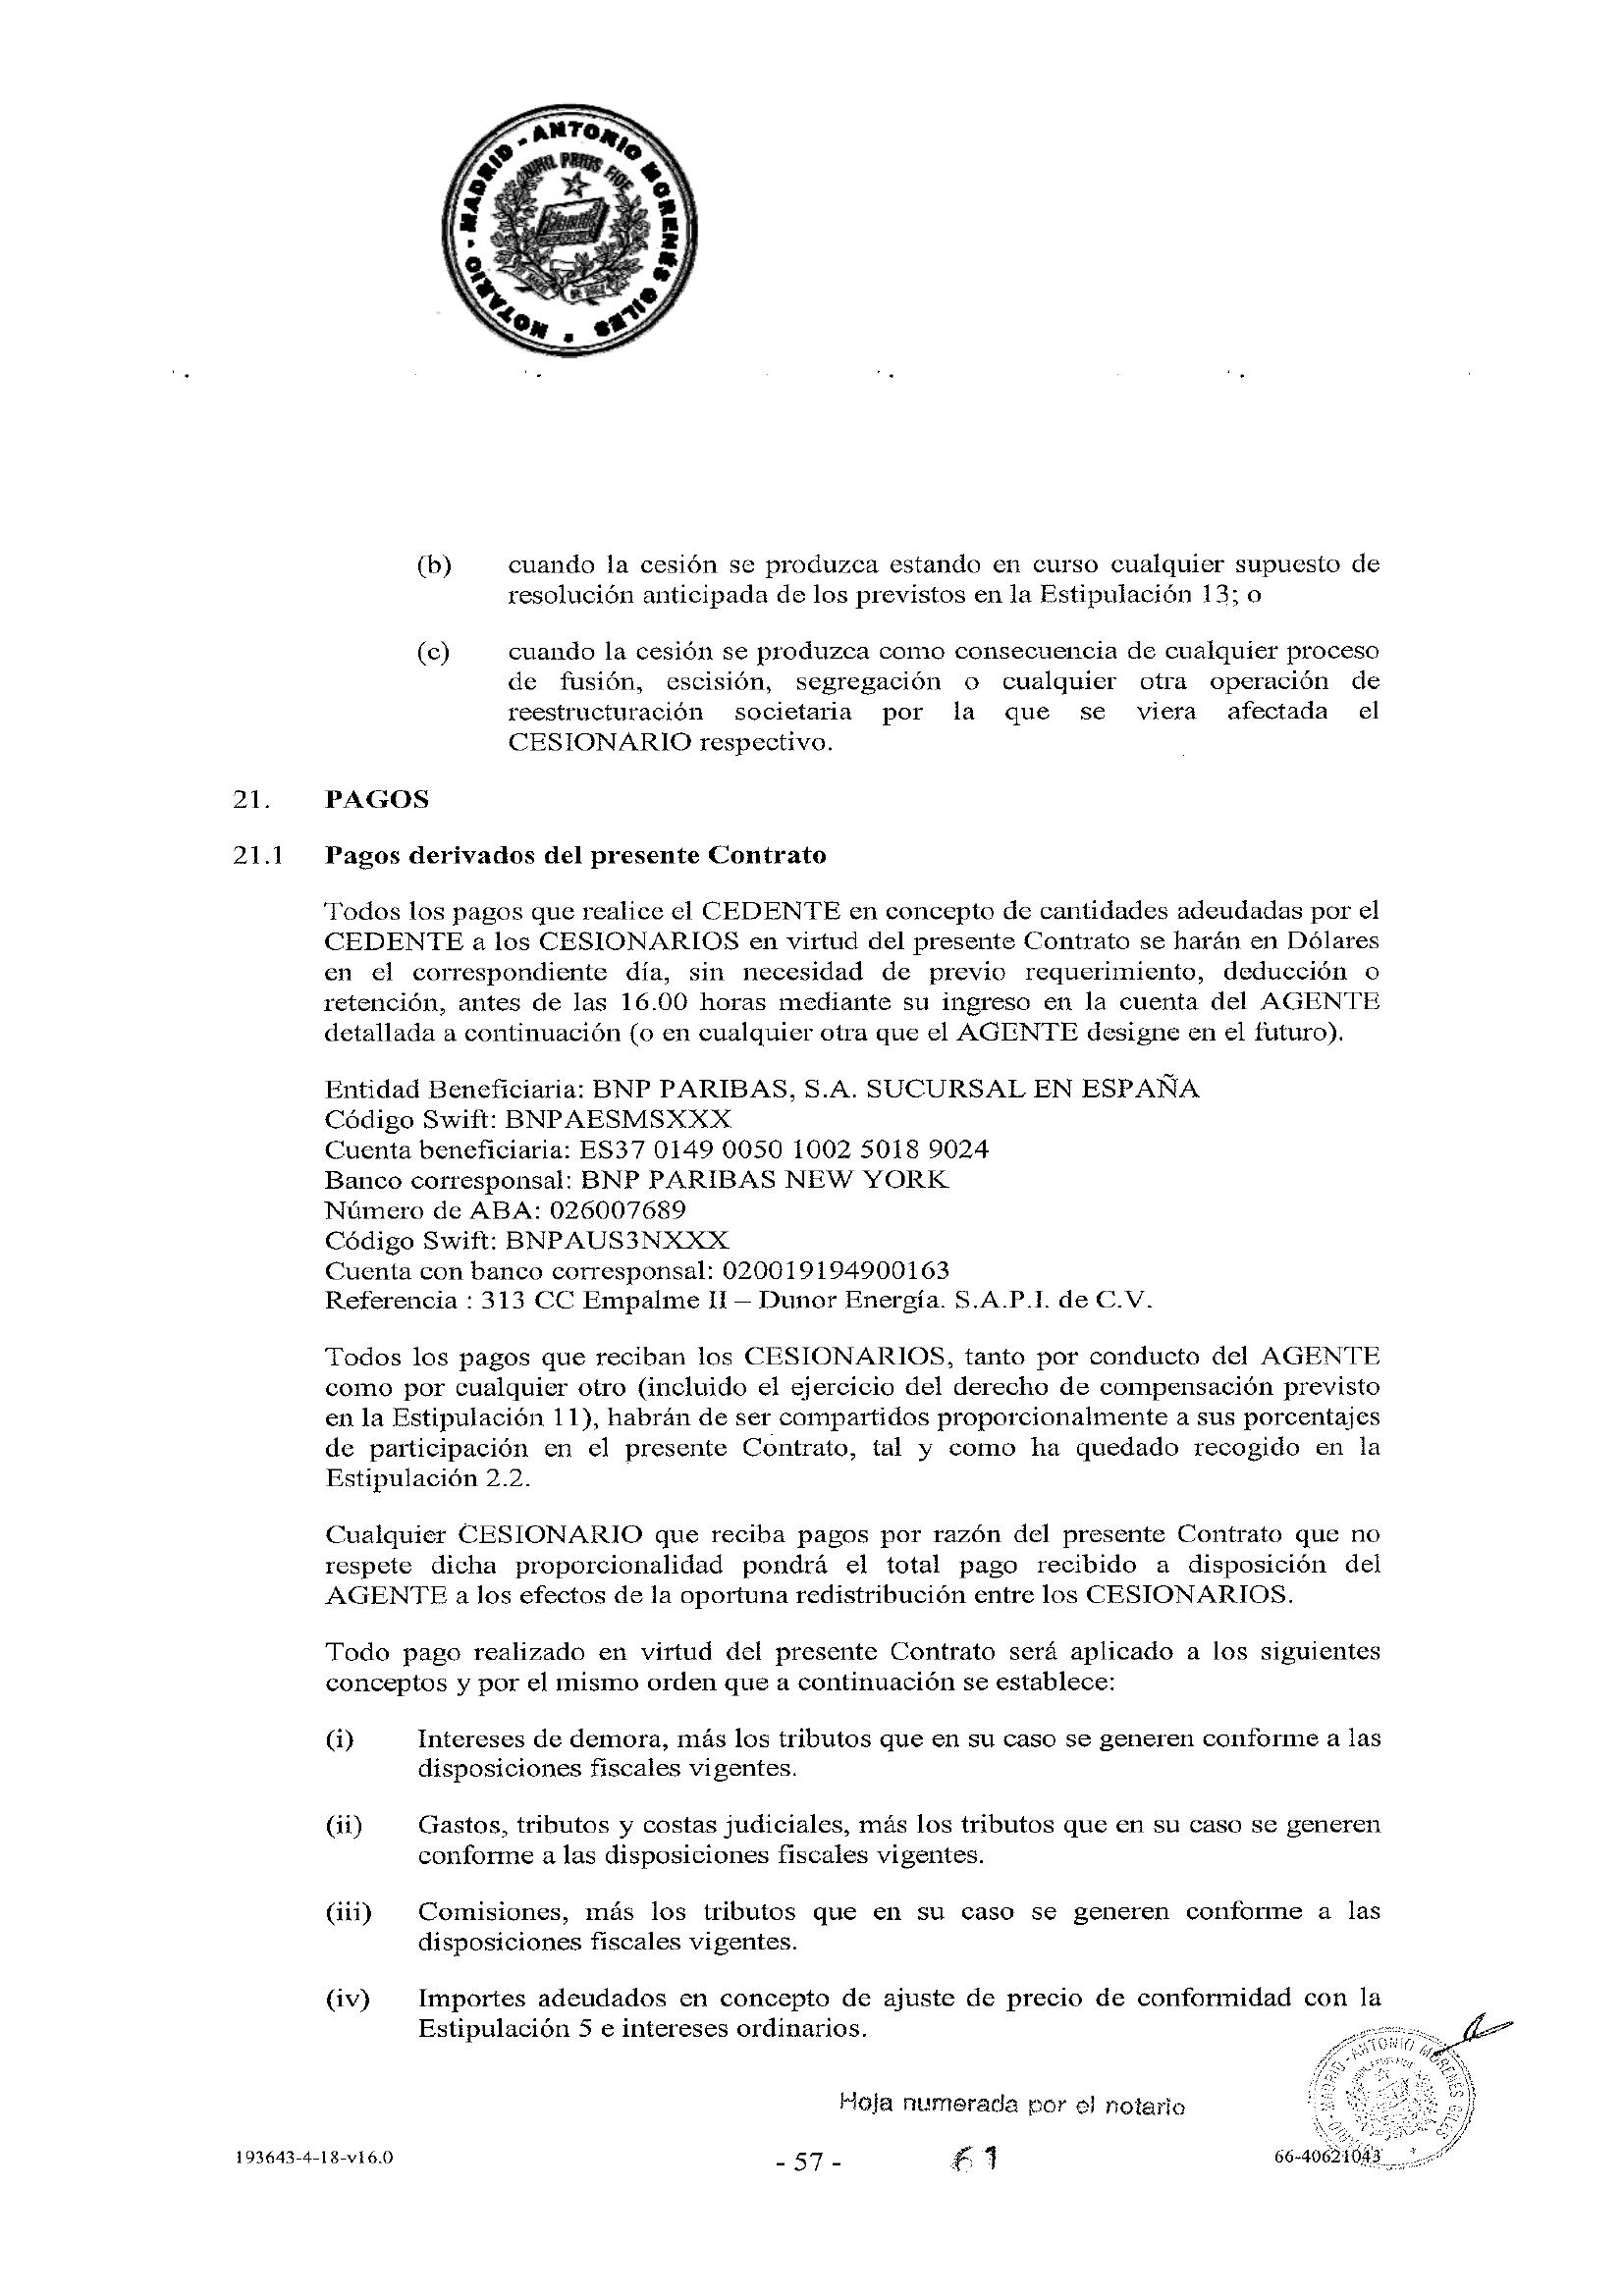 NOTARIO - MADRID - ANTONIO MORENES GILES
NIHIL PRIUS FIDE
(b) cuando la cesión se produzca estando en curso cualquier supuesto de
resolución anticipada de los previstos en la Estipulación 13; o
(c) cuando la cesión se produzca como consecuencia de cualquier proceso
de fusión, escisión, segregación o cualquier otra operación de
reestructuración societaria por la que se viera afectada el
CESIONARIO respectivo.
21. PAGOS
21.1 Pagos derivados del presente Contrato
Todos los pagos que realice el CEDENTE en concepto de cantidades adeudadas por el
CEDENTE a los CESIONARIOS en virtud del presente Contrato se harán en Dólares
en el correspondiente día, sin necesidad de previo requerimiento, deducción o
retención, antes de las 16.00 horas mediante su ingreso en la cuenta del AGENTE
detallada a continuación (o en cualquier otra que el AGENTE designe en el futuro).
Entidad Beneficiaria: BNP PARIBAS, S.A. SUCURSAL EN ESPAÑA
Código Swift: BNPAESMSXXX
Cuenta beneficiaria: ES37 0149 0050 1002 5018 9024
Banco corresponsal: BNP PARIBAS NEW YORK
Número de ABA: 026007689
Código Swift: BNPAUS3NXXX
Cuenta con banco corresponsal: 020019194900163
Referencia : 313 CC Empalme II – Dunor Energía. S.A.P.I. de C.V.
Todos los pagos que reciban los CESIONARIOS, tanto por conducto del AGENTE
como por cualquier otro (incluido el ejercicio del derecho de compensación previsto
en la Estipulación 11), habrán de ser compartidos proporcionalmente a sus porcentajes
de participación en el presente Contrato, tal y como ha quedado recogido en la
Estipulación 2.2.
Cualquier CESIONARIO que reciba pagos por razón del presente Contrato que no
respete dicha proporcionalidad pondrá el total pago recibido a disposición del
AGENTE a los efectos de la oportuna redistribución entre los CESIONARIOS.
Todo pago realizado en virtud del presente Contrato será aplicado a los siguientes
conceptos y por el mismo orden que a continuación se establece:
(i) Intereses de demora, más los tributos que en su caso se generen conforme a las
disposiciones fiscales vigentes.
(ii) Gastos, tributos y costas judiciales, más los tributos que en su caso se generen
conforme a las disposiciones fiscales vigentes.
(iii) Comisiones, más los tributos que en su caso se generen conforme a las
disposiciones fiscales vigentes.
(iv) Importes adeudados en concepto de ajuste de precio de conformidad con la
Estipulación 5 e intereses ordinarios.
MADRID - ANTONIO MORENES GILES
Hoja numerada por el notario
193643-4-18-v16.0 - 57 - 61 66-40621043